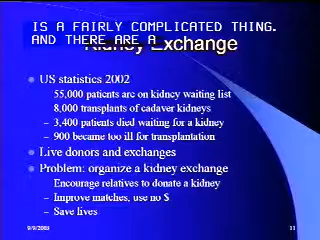 IS A FAIRLY COMPLICATED THING.
AND THERE ARE A
Kidney Exchange
US statistics 2002
55,000 patients are on kidney waiting list
8,000 transplants of cadaver kidneys
– 3,400 patients died waiting for a kidney
– 900 became too ill for transplantation
Live donors and exchanges
Problem: organize a kidney exchange
Encourage relatives to donate a kidney
– Improve matches, use no $
– Save lives
9/9/2003
11